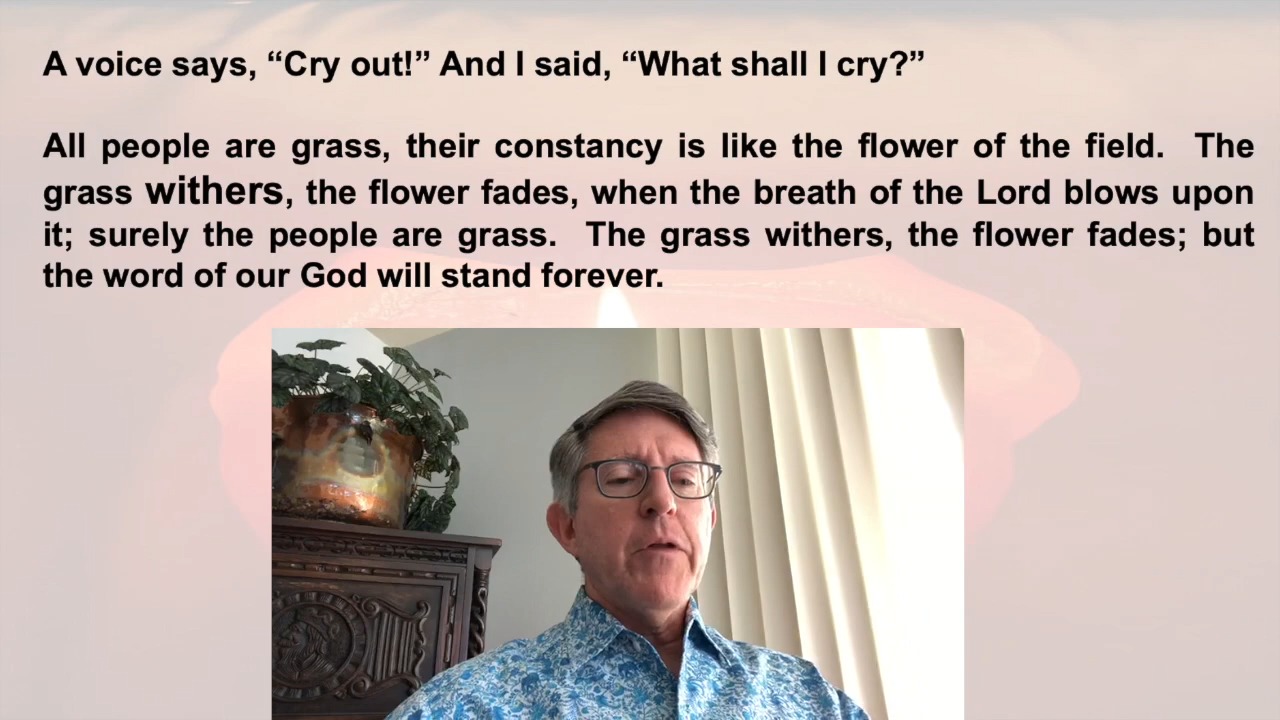 A voice says, “Cry out!” And I said, “What shall I cry?”
All people are grass, their constancy is like the flower of the field. The
grass withers, the flower fades, when the breath of the Lord blows upon
it; surely the people are grass. The grass withers, the flower fades; but
the word of our God will stand forever.